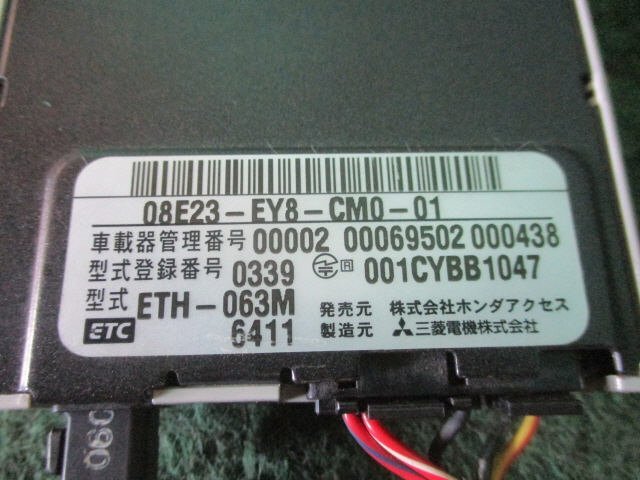 08E23-EY8-CM0-01
車載器管理番号 00002 00069502 000438
型式登録番号 0339 R 001CYBB1047
型式 ETH-063M 発売元 株式会社ホンダアクセス
ETC 6411 製造元 三菱電機株式会社
060